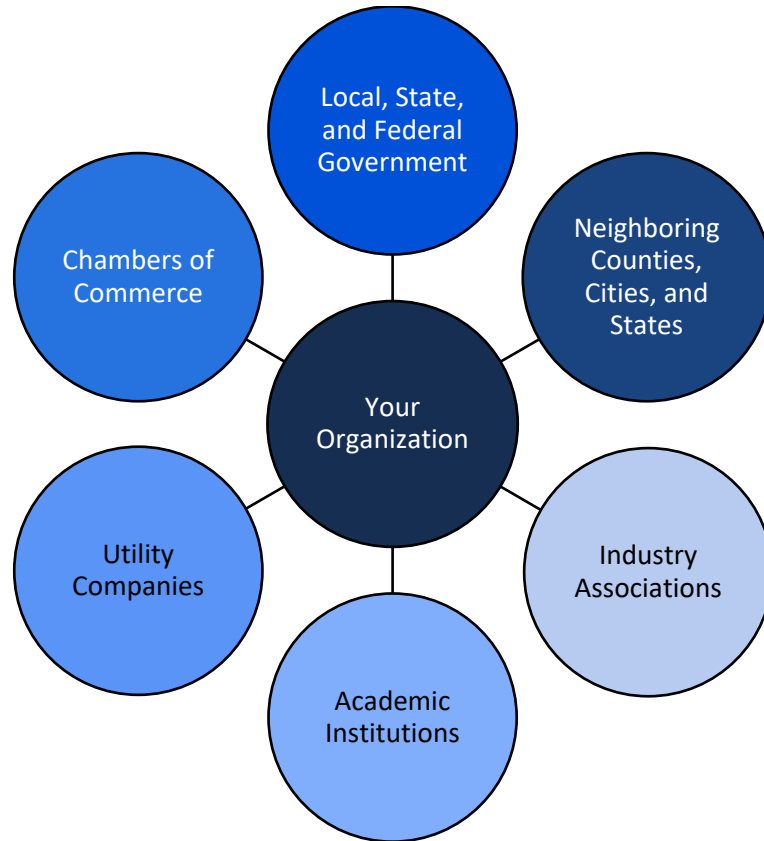 Local, State,
and Federal
Government
Neighboring
Counties,
Cities, and
States
Chambers of
Commerce
Your
Organization
Utility
Companies
Industry
Associations
Academic
Institutions